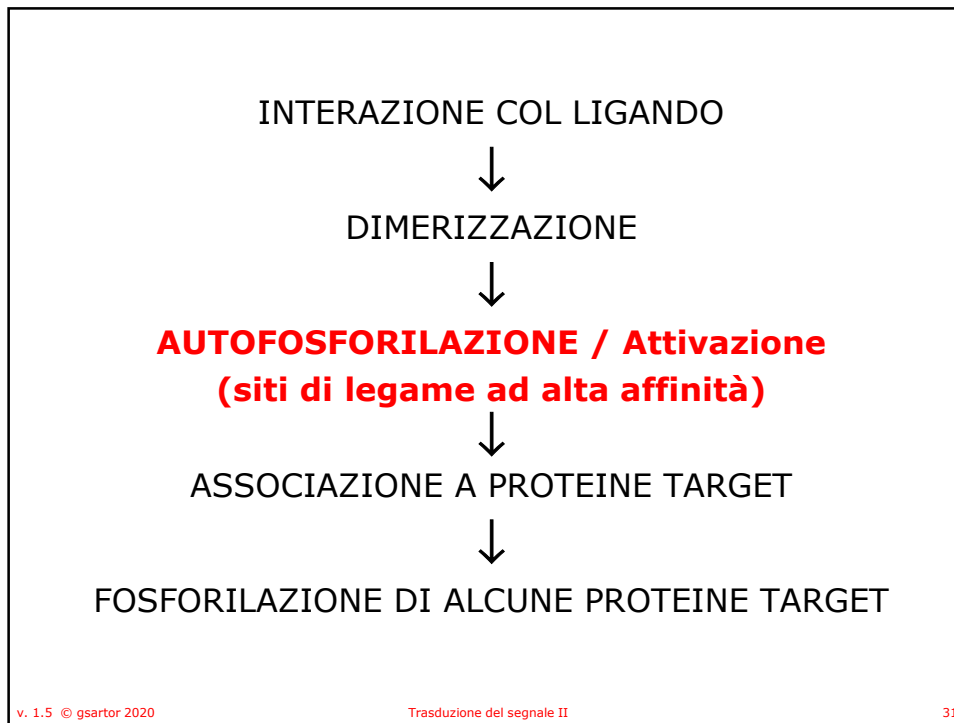 INTERAZIONE COL LIGANDO
↓
DIMERIZZAZIONE
↓
AUTOFOSFORILAZIONE / Attivazione
(siti di legame ad alta affinità)
↓
ASSOCIAZIONE A PROTEINE TARGET
↓
FOSFORILAZIONE DI ALCUNE PROTEINE TARGET
v. 1.5 © gsartor 2020 Trasduzione del segnale II 31